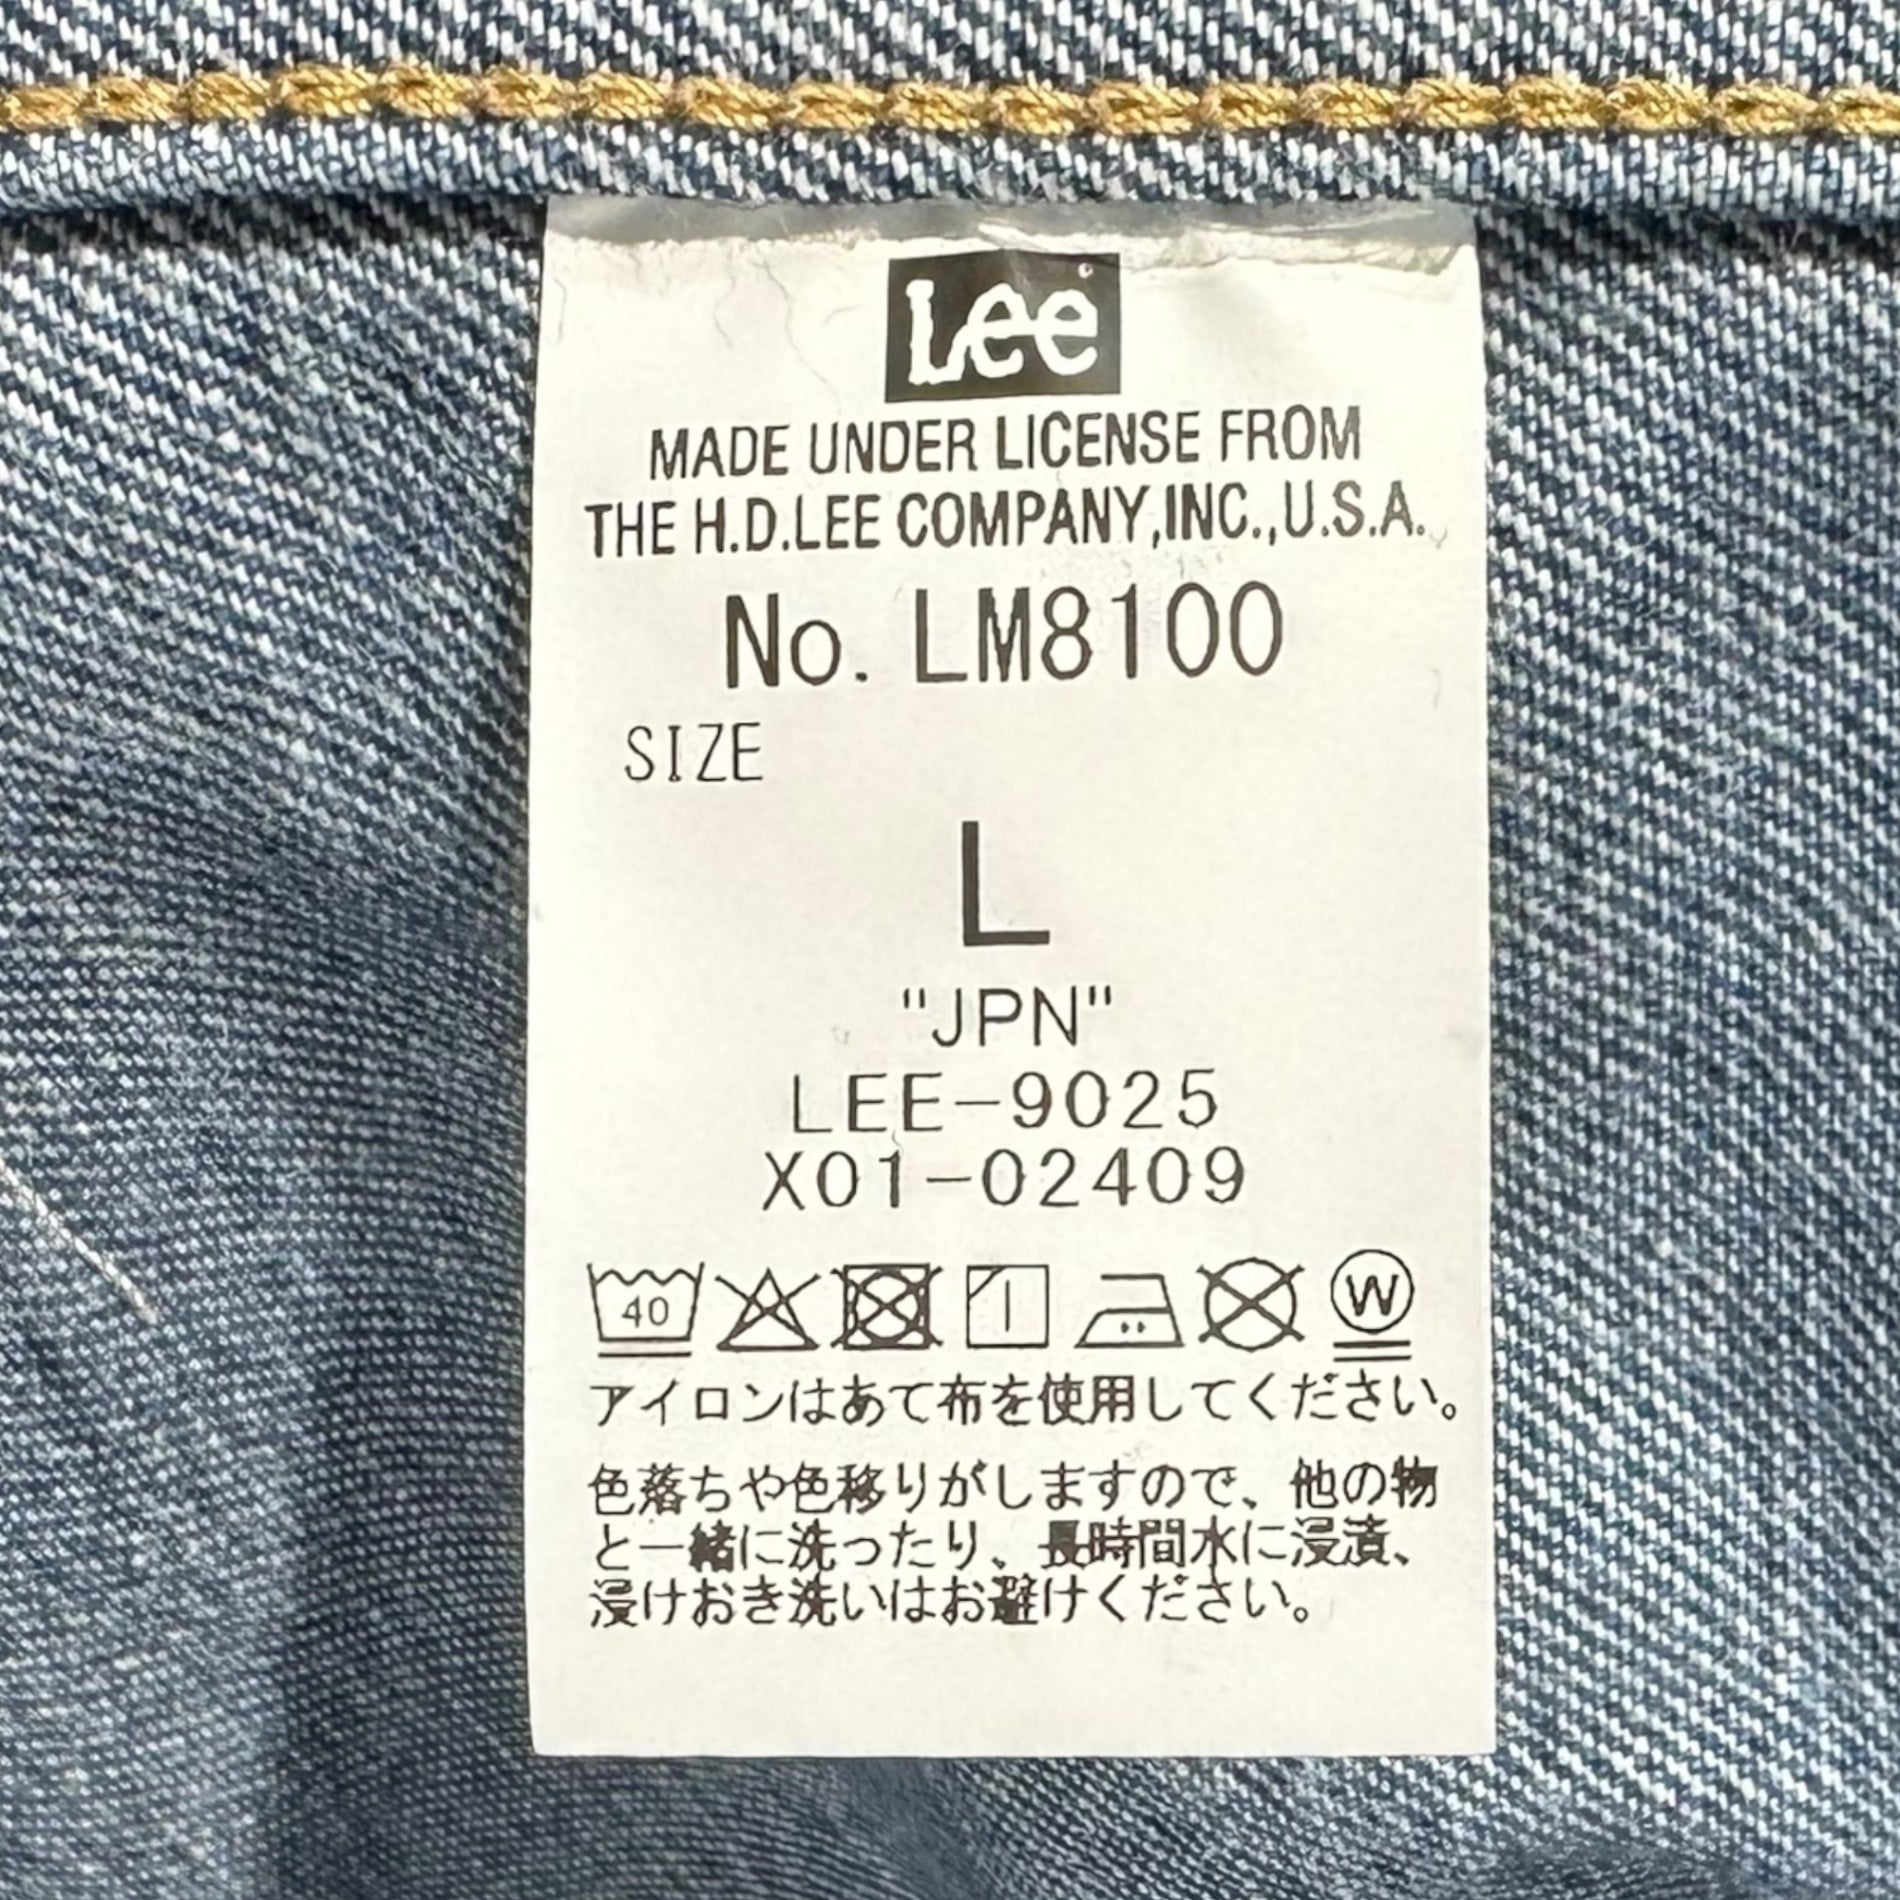 Lee
MADE UNDER LICENSE FROM
THE H.D.LEE COMPANY,INC.,U.S.A.
No. LM8100
SIZE
L
"JPN"
LEE-9025
X01-02409
40
W
アイロンはあて布を使用してください。
色落ちや色移りがしますので、他の物
と一緒に洗ったり、長時間水に浸漬、
浸けおき洗いはお避けください。